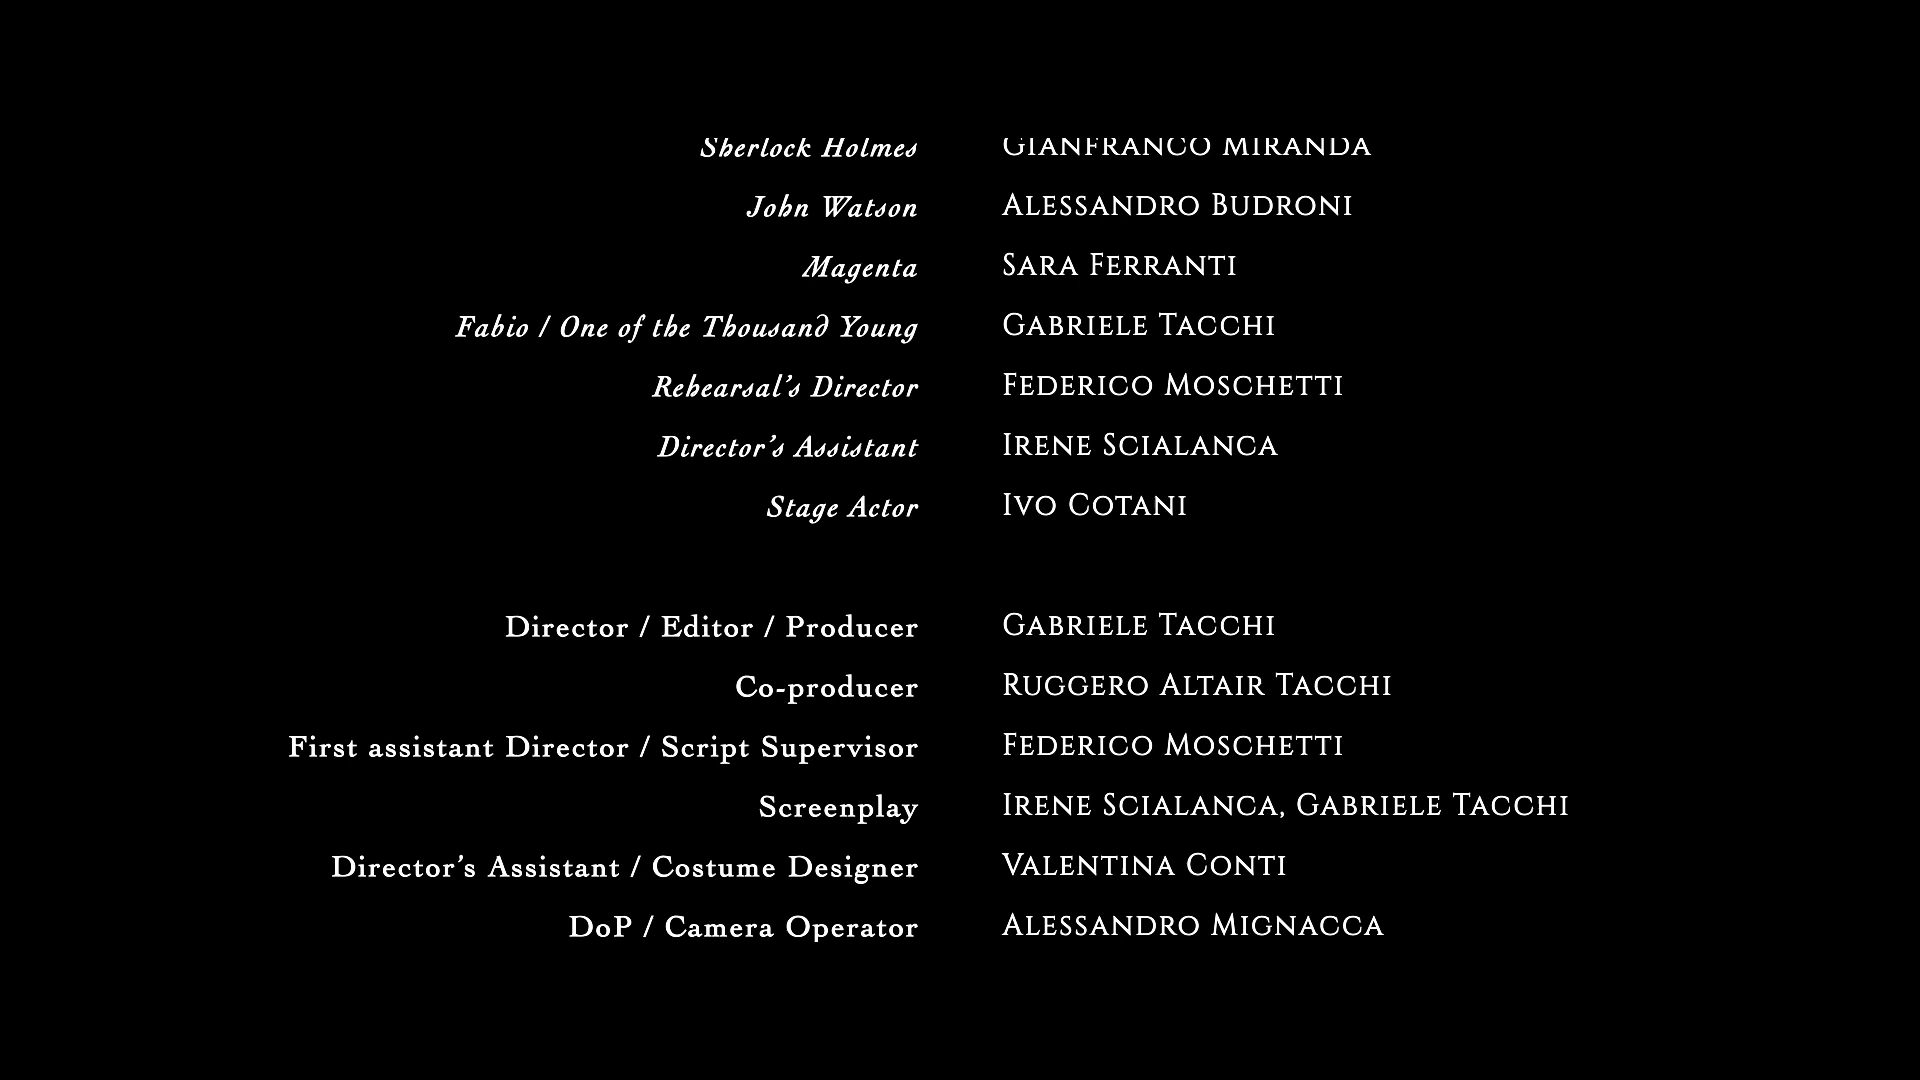 Sherlock Holmes GIANFRANCO MIRANDA
John Watson ALESSANDRO BUDRONI
Magenta SARA FERRANTI
Fabio / One of the Thousand Young GABRIELE TACCHI
Rehearsal’s Director FEDERICO MOSCHETTI
Director’s Assistant IRENE SCIALANCA
Stage Actor IVO COTANI
Director / Editor / Producer GABRIELE TACCHI
Co-producer RUGGERO ALTAIR TACCHI
First assistant Director / Script Supervisor FEDERICO MOSCHETTI
Screenplay IRENE SCIALANCA, GABRIELE TACCHI
Director’s Assistant / Costume Designer VALENTINA CONTI
DoP / Camera Operator ALESSANDRO MIGNACCA